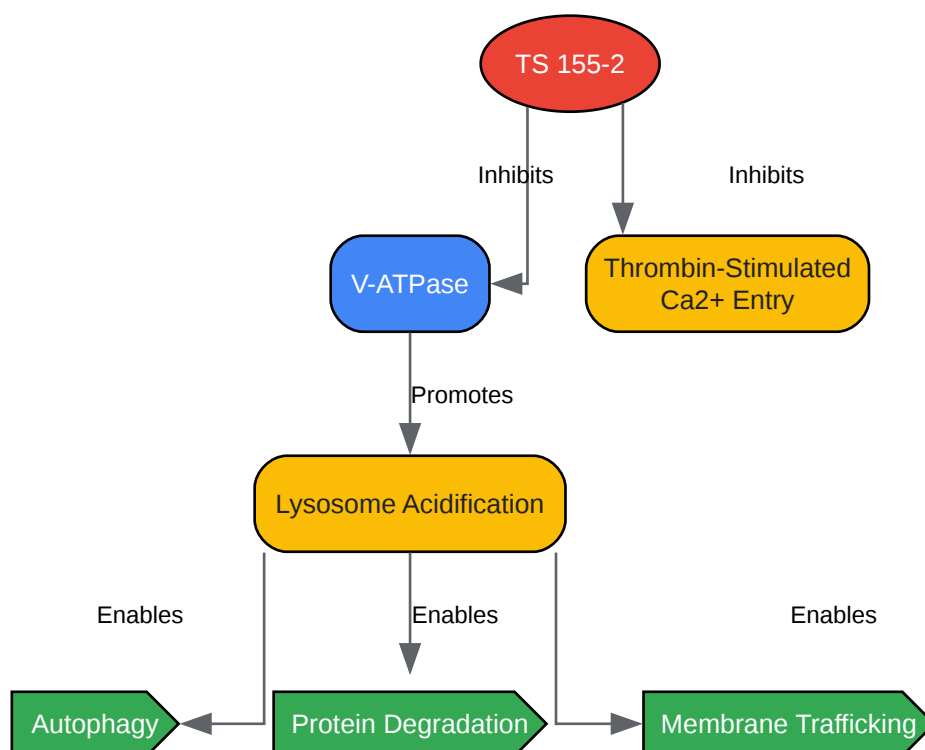 TS 155-2
Inhibits
Inhibits
V-ATPase
Thrombin-Stimulated
Ca2+ Entry
Promotes
Lysosome Acidification
Enables
Enables
Enables
Autophagy
Protein Degradation
Membrane Trafficking